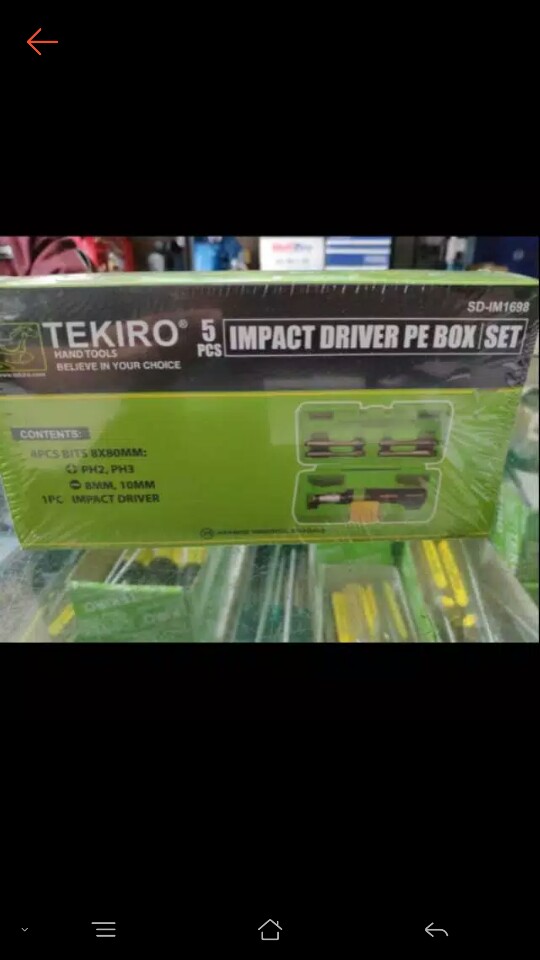 SD-IM1698
TEKIRO®
HAND TOOLS
BELIEVE IN YOUR CHOICE
5
PCS
IMPACT DRIVER PE BOX SET
CONTENTS:
4PCS BITS 8X80MM:
PH2, PH3
8MM, 10MM
1PC IMPACT DRIVER